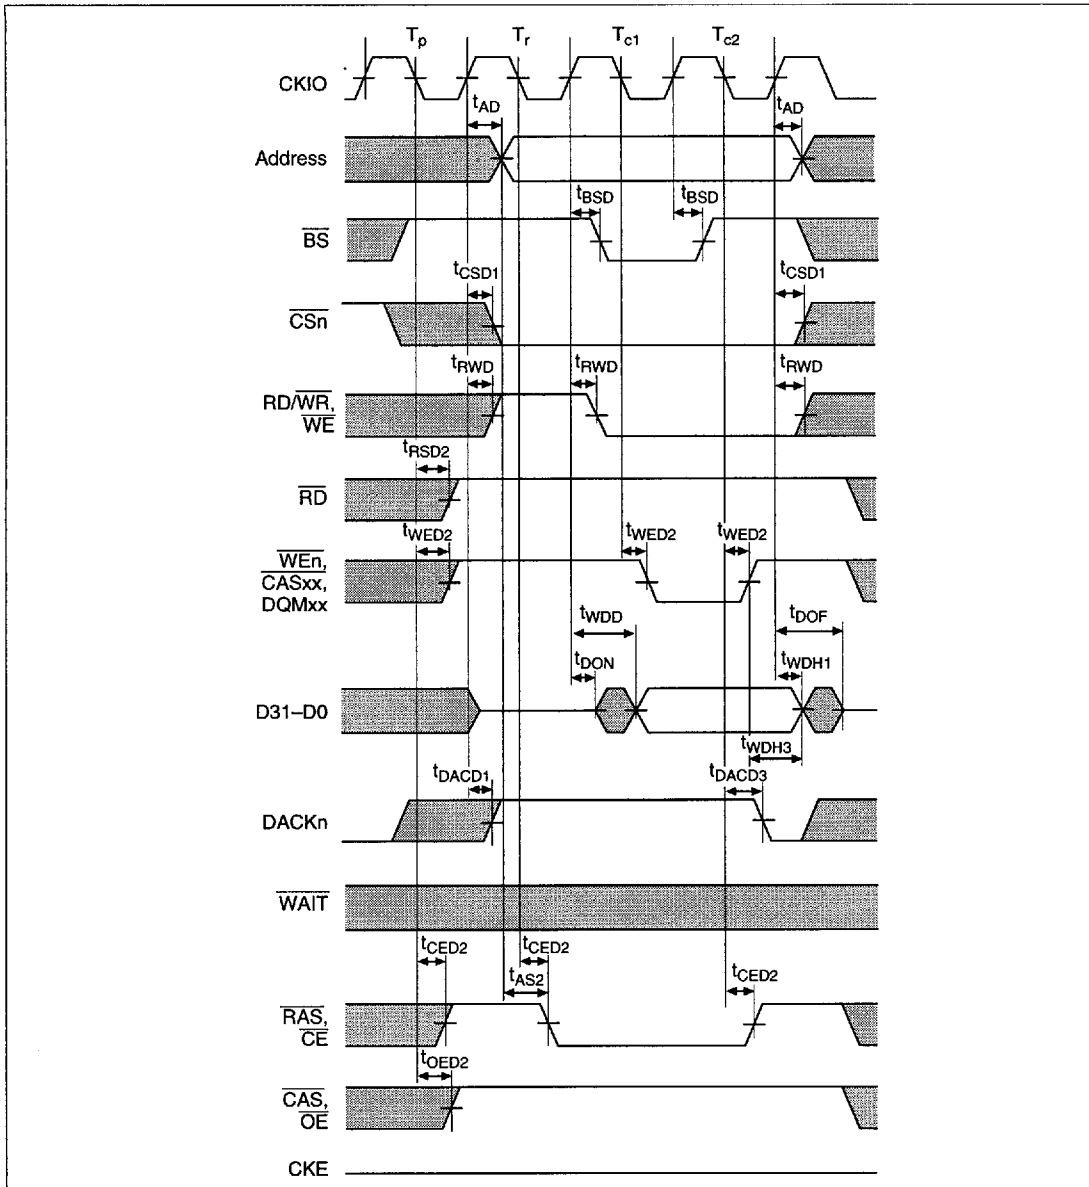 Tp Tr Tc1 Tc2
CKIO
tAD tAD
Address
tBSD tBSD
BS
tCSD1 tCSD1
CSn
tRWD tRWD tRWD
RD/WR,
WE
tRSD2
RD
tWED2 tWED2 tWED2
WEn,
CASxx,
DQMxx
tWDD tDOF
tDON tWDH1
D31–D0
tWDH3
tDACD1 tDACD3
DACKn
WAIT
tCED2 tCED2 tCED2
tAS2
RAS,
CE
tOED2
CAS,
OE
CKE